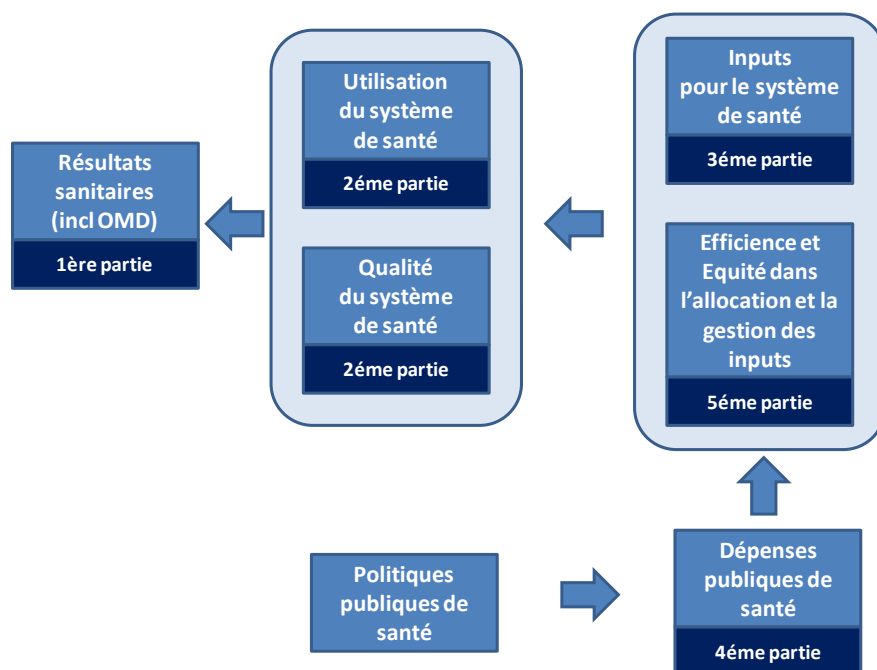 Résultats
sanitaires
(incl OMD)
1ère partie
Utilisation
du système
de santé
2éme partie
Qualité
du système
de santé
2éme partie
Inputs
pour le système
de santé
3éme partie
Efficience et
Equité dans
l'allocation et la
gestion des
inputs
5éme partie
Politiques
publiques de
santé
Dépenses
publiques de
santé
4éme partie